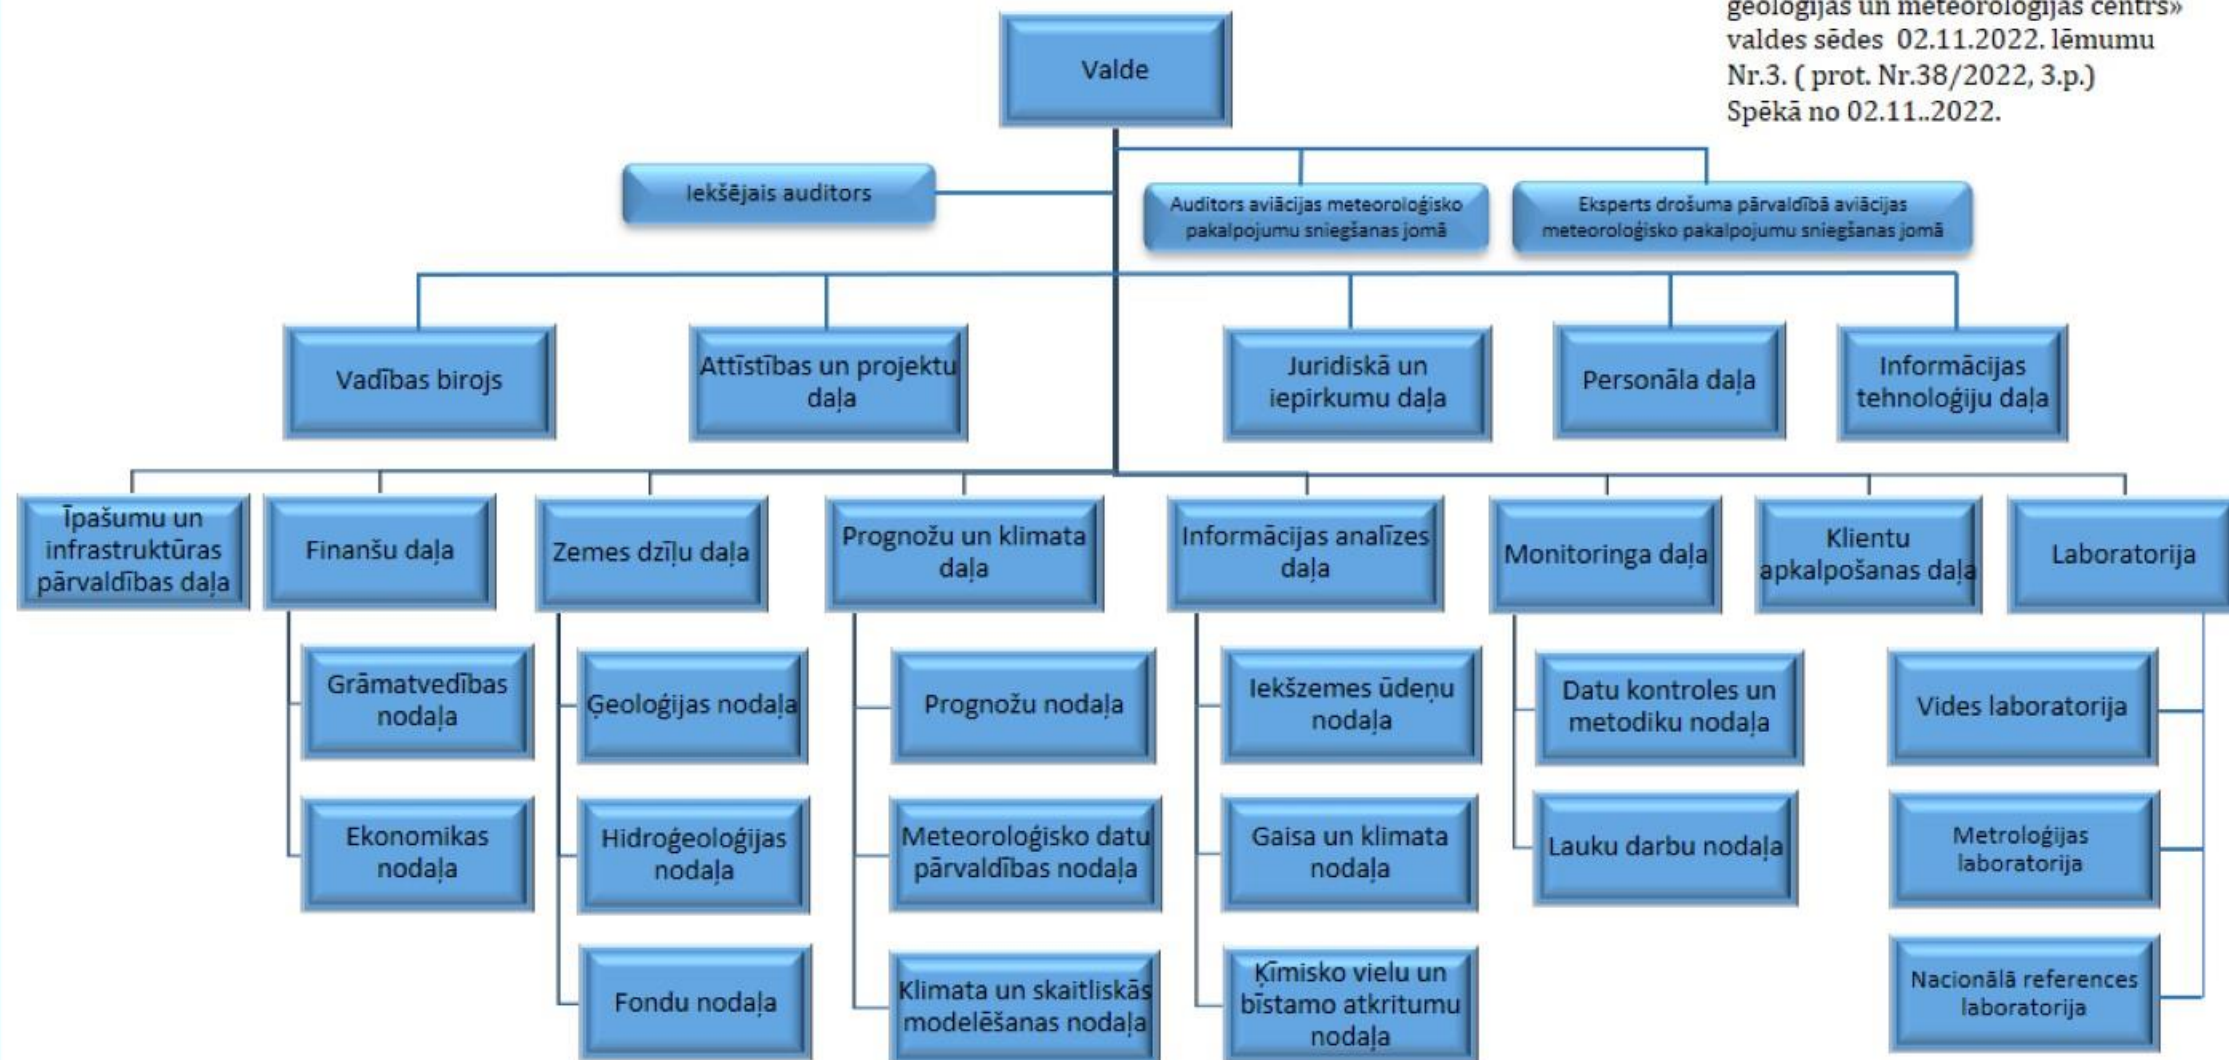 ģeoloģijas un meteoroloģijas centrs»
valdes sēdes 02.11.2022. lēmumu
Nr.3. ( prot. Nr.38/2022, 3.p.)
Spēkā no 02.11..2022.
Valde
Iekšējais auditors
Auditors aviācijas meteoroloģisko
pakalpojumu sniegšanas jomā
Eksperts drošuma pārvaldībā aviācijas
meteoroloģisko pakalpojumu sniegšanas jomā
Vadības birojs
Attīstības un projektu
daļa
Juridiskā un
iepirkumu daļa
Personāla daļa
Informācijas
tehnoloģiju daļa
Īpašumu un
infrastruktūras
pārvaldības daļa
Finanšu daļa
Zemes dzīļu daļa
Prognožu un klimata
daļa
Informācijas analīzes
daļa
Monitoringa daļa
Klientu
apkalpošanas daļa
Laboratorija
Grāmatvedības
nodaļa
Ģeoloģijas nodaļa
Prognožu nodaļa
Iekšzemes ūdeņu
nodaļa
Datu kontroles un
metodiku nodaļa
Vides laboratorija
Ekonomikas
nodaļa
Hidroģeoloģijas
nodaļa
Meteoroloģisko datu
pārvaldības nodaļa
Gaisa un klimata
nodaļa
Lauku darbu nodaļa
Metroloģijas
laboratorija
Fondu nodaļa
Klimata un skaitliskās
modelēšanas nodaļa
Ķīmisko vielu un
bīstamo atkritumu
nodaļa
Nacionālā references
laboratorija